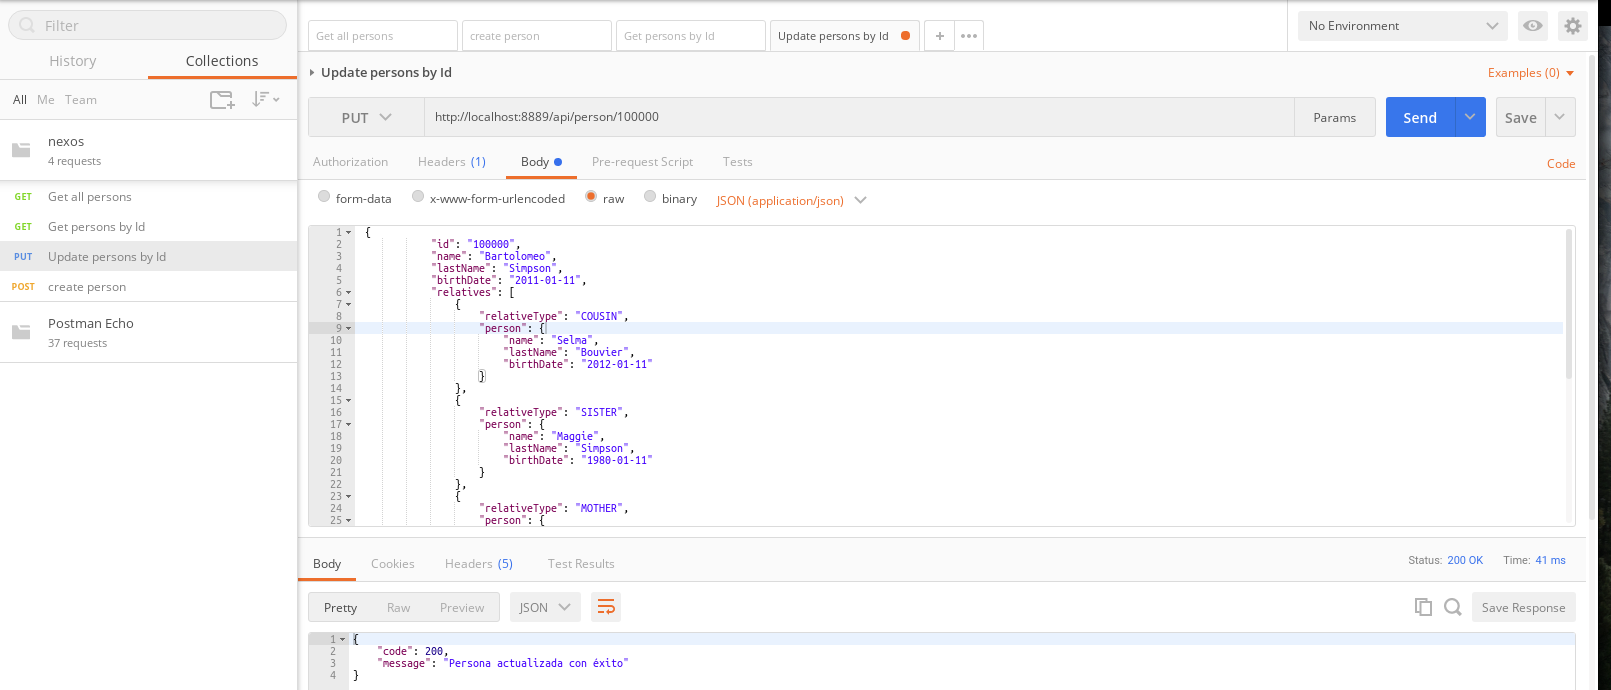 Filter
History Collections
All Me Team
nexos
4 requests
GET Get all persons
GET Get persons by Id
PUT Update persons by Id
POST create person
Postman Echo
37 requests
Get all persons create person Get persons by Id Update persons by Id + •••
No Environment
Update persons by Id
Examples (0)
PUT http://localhost:8889/api/person/100000 Params Send Save
Authorization Headers (1) Body Pre-request Script Tests Code
form-data x-www-form-urlencoded raw binary JSON (application/json)
1 {
2 "id": "100000",
3 "name": "Bartolomeo",
4 "lastName": "Simpson",
5 "birthDate": "2011-01-11",
6 "relatives": [
7 {
8 "relativeType": "COUSIN",
9 "person": {
10 "name": "Selma",
11 "lastName": "Bouvier",
12 "birthDate": "2012-01-11"
13 }
14 },
15 {
16 "relativeType": "SISTER",
17 "person": {
18 "name": "Maggie",
19 "lastName": "Simpson",
20 "birthDate": "1980-01-11"
21 }
22 },
23 {
24 "relativeType": "MOTHER",
25 "person": {
Body Cookies Headers (5) Test Results Status: 200 OK Time: 41 ms
Pretty Raw Preview JSON Save Response
1 {
2 "code": 200,
3 "message": "Persona actualizada con éxito"
4 }